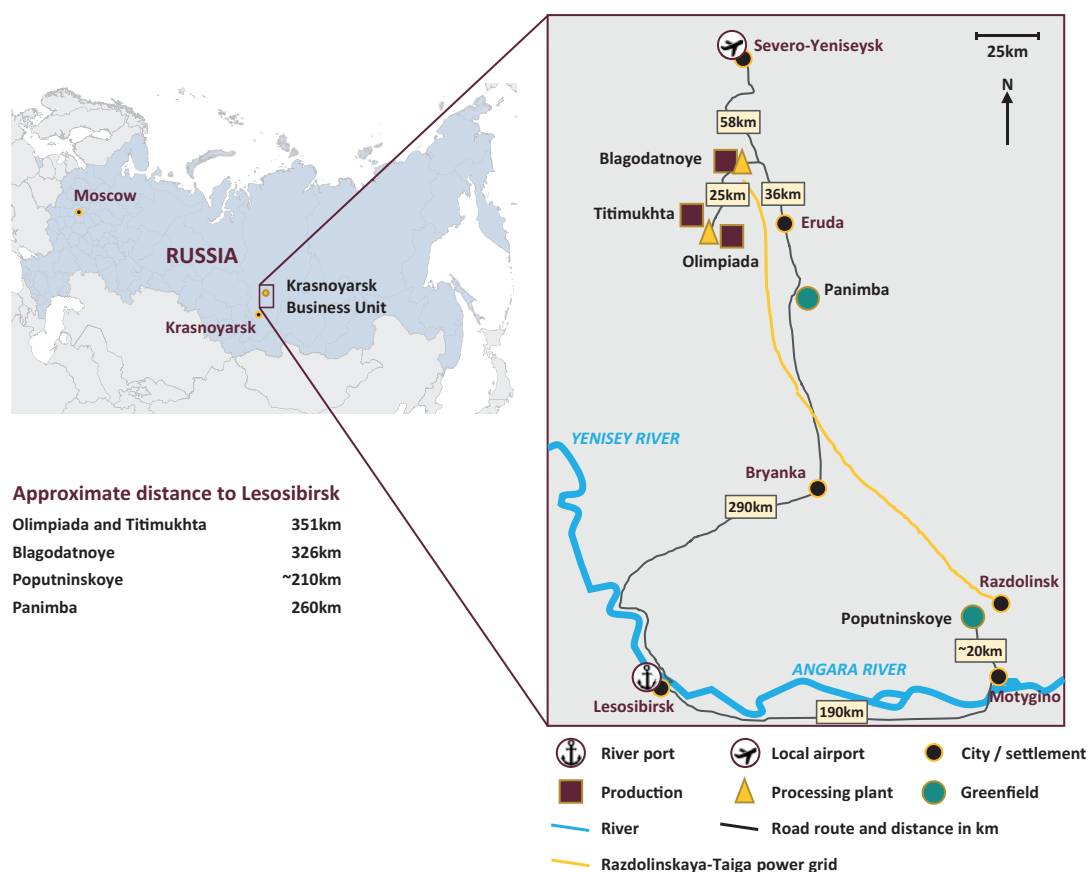 Moscow
RUSSIA
Krasnoyarsk
Business Unit
Krasnoyarsk
Approximate distance to Lesosibirsk
Olimpiada and Titimukhta 351km
Blagodatnoye 326km
Poputninskoye ~210km
Panimba 260km
Severo-Yeniseysk
25km
N
58km
Blagodatnoye
25km
36km
Titimukhta
Eruda
Olimpiada
Panimba
YENISEY RIVER
Bryanka
290km
Razdolinsk
Poputninskoye
~20km
ANGARA RIVER
Motygino
Lesosibirsk
190km
River port Local airport City / settlement
Production Processing plant Greenfield
River Road route and distance in km
Razdolinskaya-Taiga power grid